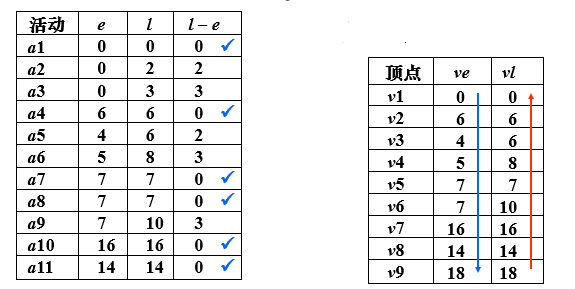 活动 e l l – e
a1 0 0 0 ✓
a2 0 2 2
a3 0 3 3
a4 6 6 0 ✓
a5 4 6 2
a6 5 8 3
a7 7 7 0 ✓
a8 7 7 0 ✓
a9 7 10 3
a10 16 16 0 ✓
a11 14 14 0 ✓
顶点 ve vl
v1 0 0
v2 6 6
v3 4 6
v4 5 8
v5 7 7
v6 7 10
v7 16 16
v8 14 14
v9 18 18